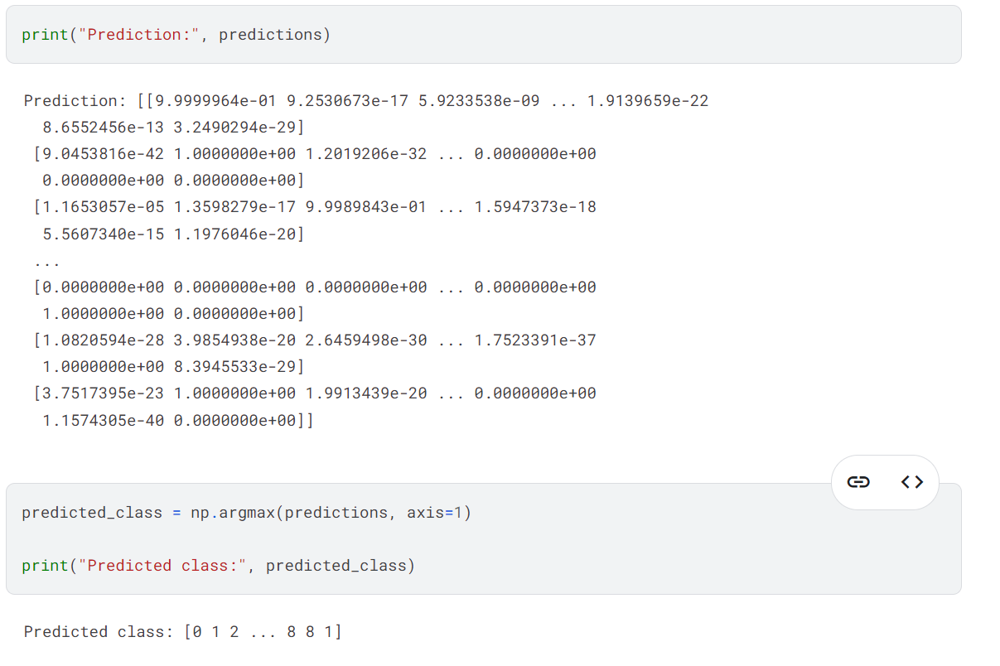 print("Prediction:", predictions)
Prediction: [[9.9999964e-01 9.2530673e-17 5.9233538e-09 ... 1.9139659e-22
8.6552456e-13 3.2490294e-29]
[9.0453816e-42 1.0000000e+00 1.2019206e-32 ... 0.0000000e+00
0.0000000e+00 0.0000000e+00]
[1.1653057e-05 1.3598279e-17 9.9989843e-01 ... 1.5947373e-18
5.5607340e-15 1.1976046e-20]
...
[0.0000000e+00 0.0000000e+00 0.0000000e+00 ... 0.0000000e+00
1.0000000e+00 0.0000000e+00]
[1.0820594e-28 3.9854938e-20 2.6459498e-30 ... 1.7523391e-37
1.0000000e+00 8.3945533e-29]
[3.7517395e-23 1.0000000e+00 1.9913439e-20 ... 0.0000000e+00
1.1574305e-40 0.0000000e+00]]
predicted_class = np.argmax(predictions, axis=1)
print("Predicted class:", predicted_class)
Predicted class: [0 1 2 ... 8 8 1]